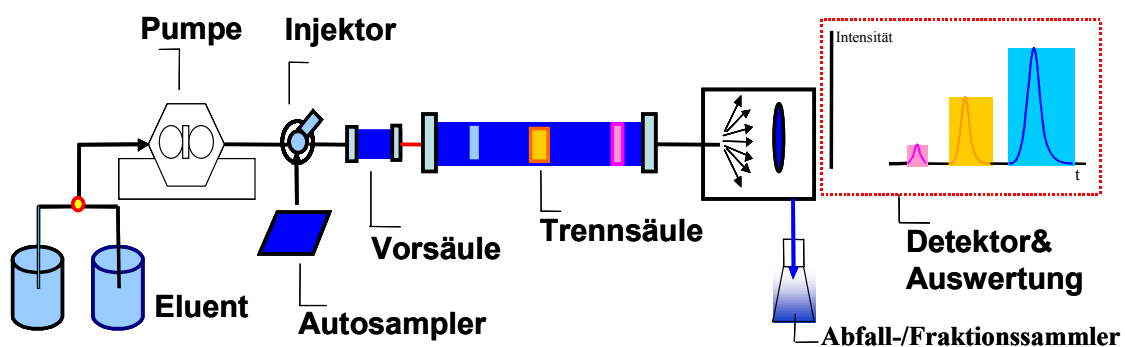 Pumpe
Injektor
Intensität
t
Vorsäule
Trennsäule
Detektor&
Auswertung
Eluent
Autosampler
Abfall-/Fraktionssammler